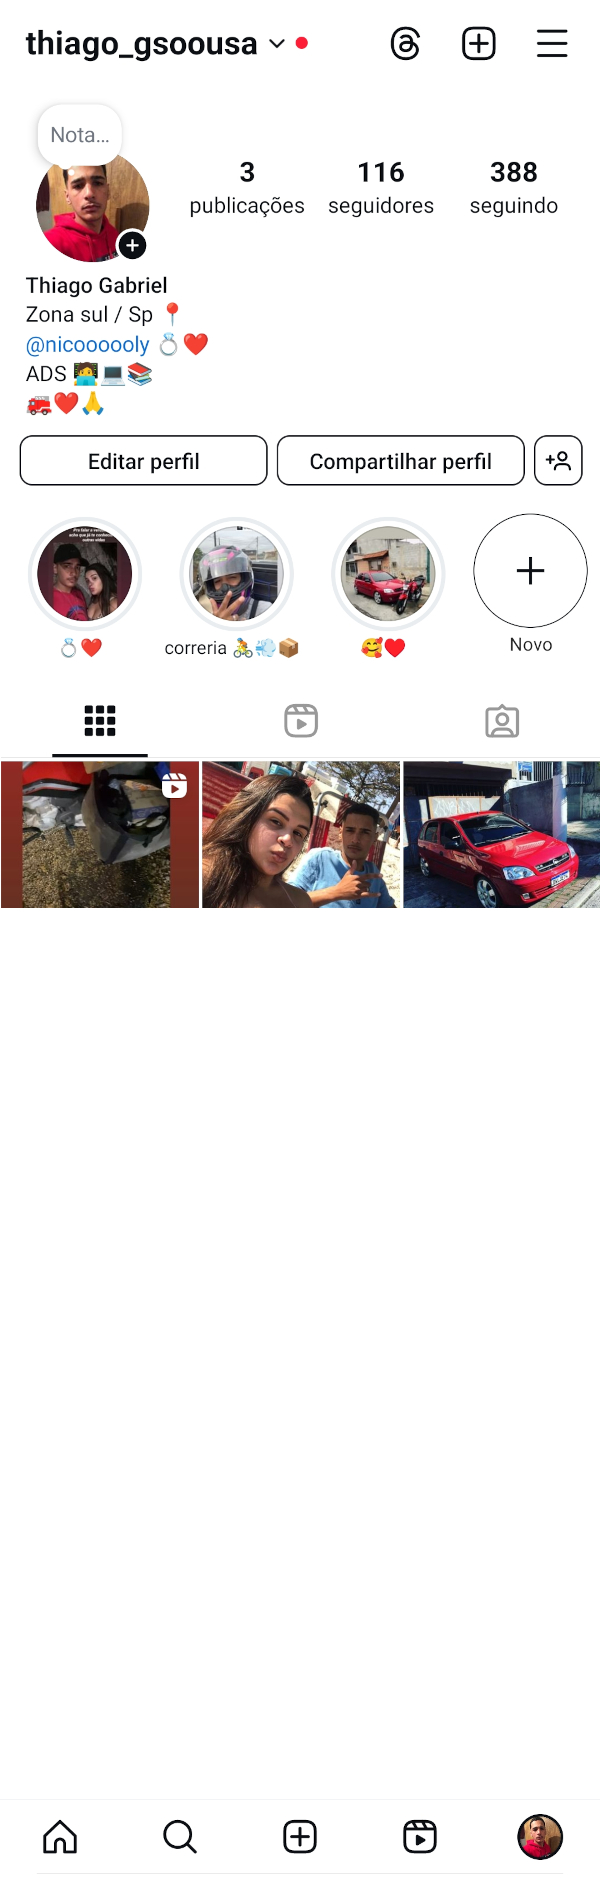 thiago_gsoousa
Nota...
3 116 388
publicações seguidores seguindo
Thiago Gabriel
Zona sul / Sp 📍
@nicoooooly 💍❤️
ADS 🧑‍💻💻📚
🚒❤️🙏
Editar perfil Compartilhar perfil
💍❤️ correria 🚴💨📦 🥰♥️ Novo